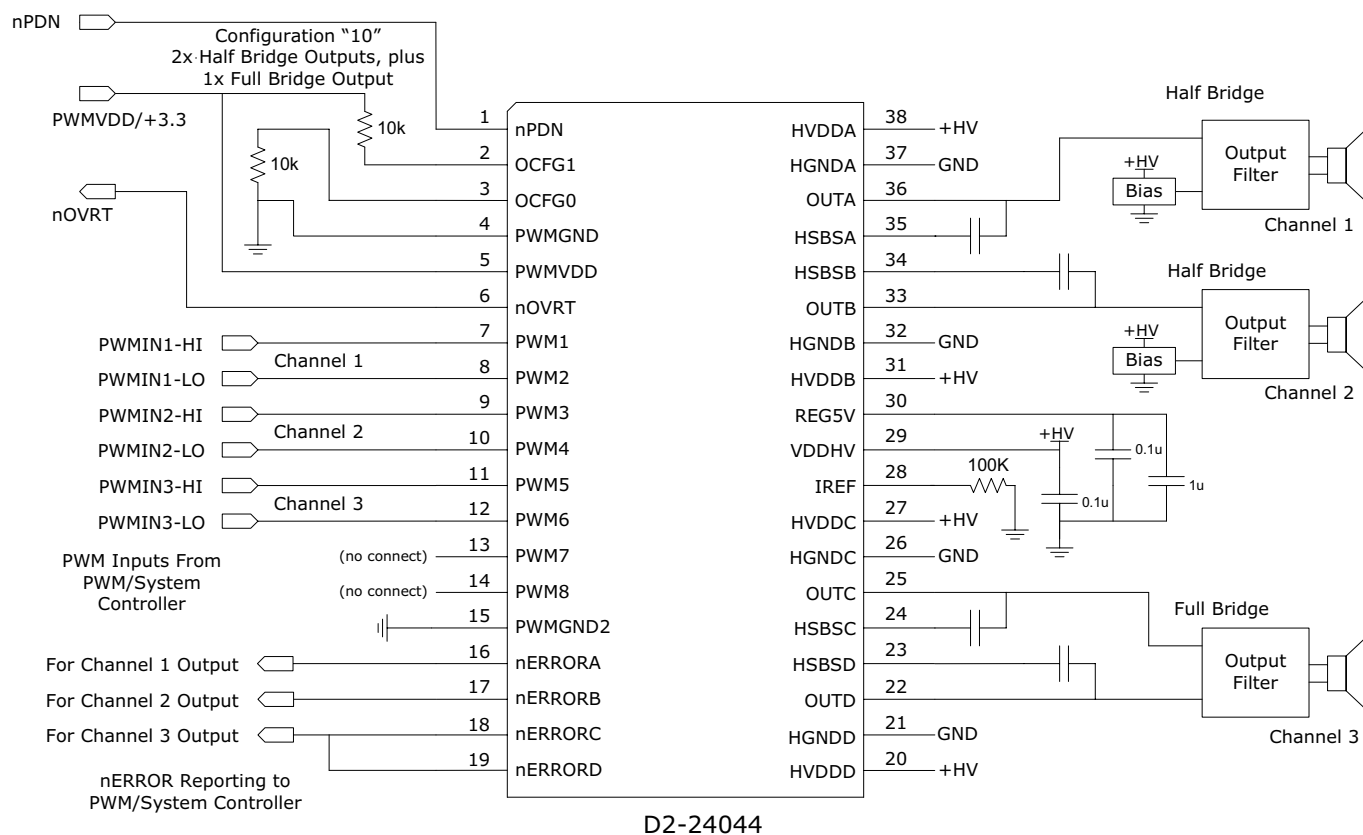 nPDN
Configuration “10”
2x Half Bridge Outputs, plus
1x Full Bridge Output
PWMVDD/+3.3
10k
10k
nOVRT
1 nPDN
2 OCFG1
3 OCFG0
4 PWMGND
5 PWMVDD
6 nOVRT
7 PWM1
8 PWM2
9 PWM3
10 PWM4
11 PWM5
12 PWM6
13 PWM7
14 PWM8
15 PWMGND2
16 nERRORA
17 nERRORB
18 nERRORC
19 nERRORD
PWMIN1-HI
Channel 1
PWMIN1-LO
PWMIN2-HI
Channel 2
PWMIN2-LO
PWMIN3-HI
Channel 3
PWMIN3-LO
(no connect)
(no connect)
PWM Inputs From
PWM/System
Controller
For Channel 1 Output
For Channel 2 Output
For Channel 3 Output
nERROR Reporting to
PWM/System Controller
HVDDA 38 +HV
HGNDA 37 GND
OUTA 36
HSBSA 35
HSBSB 34
OUTB 33
HGNDB 32 GND
HVDDB 31 +HV
REG5V 30
VDDHV 29
IREF 28
HVDDC 27 +HV
HGNDC 26 GND
OUTC 25
HSBSC 24
HSBSD 23
OUTD 22
HGNDD 21 GND
HVDDD 20 +HV
100K
+HV
0.1u
0.1u
1u
Half Bridge
+HV
Bias
Output
Filter
Channel 1
Half Bridge
+HV
Bias
Output
Filter
Channel 2
Full Bridge
Output
Filter
Channel 3
D2-24044